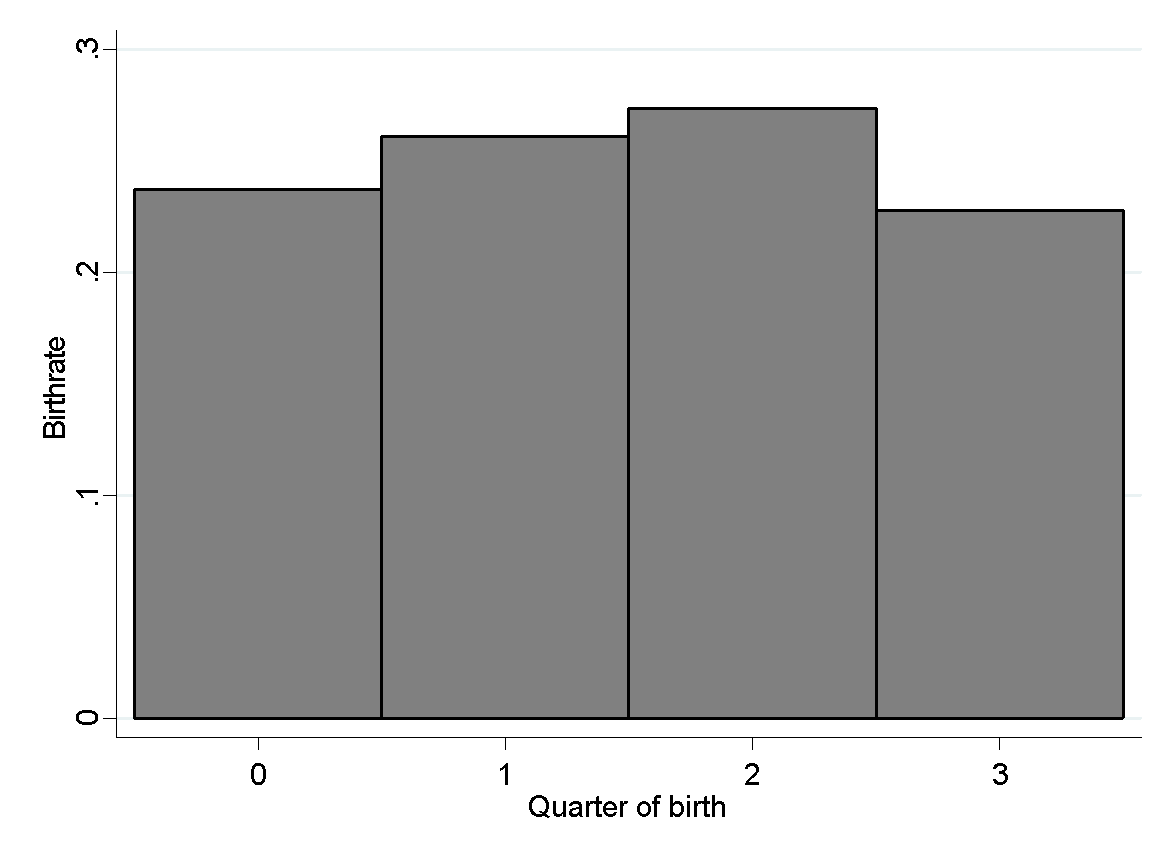 .3
.2
.1
0
Birthrate
0 1 2 3
Quarter of birth